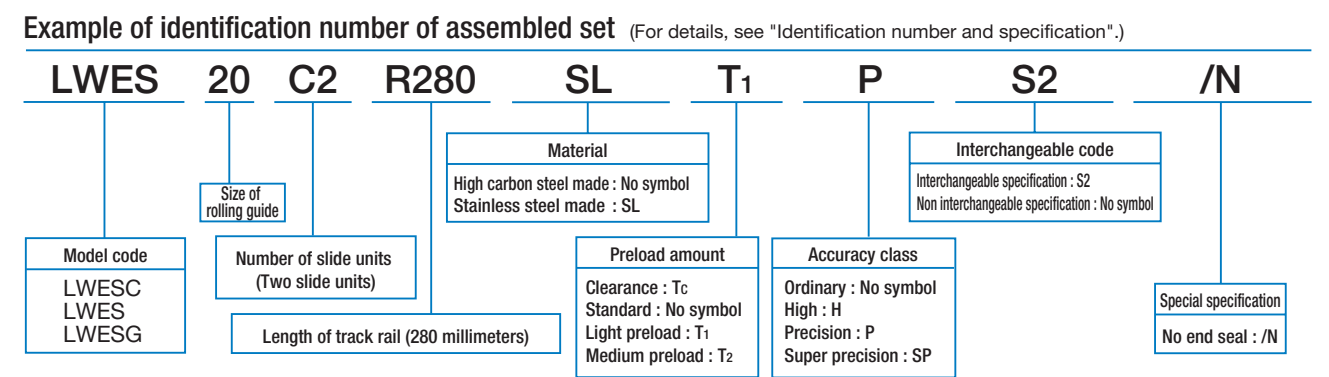 Example of identification number of assembled set (For details, see "Identification number and specification".)
LWES 20 C2 R280 SL T1 P S2 /N
Material
High carbon steel made : No symbol
Stainless steel made : SL
Interchangeable code
Interchangeable specification : S2
Non interchangeable specification : No symbol
Size of
rolling guide
Model code
LWESC
LWES
LWESG
Number of slide units
(Two slide units)
Length of track rail (280 millimeters)
Preload amount
Clearance : Tc
Standard : No symbol
Light preload : T1
Medium preload : T2
Accuracy class
Ordinary : No symbol
High : H
Precision : P
Super precision : SP
Special specification
No end seal : /N